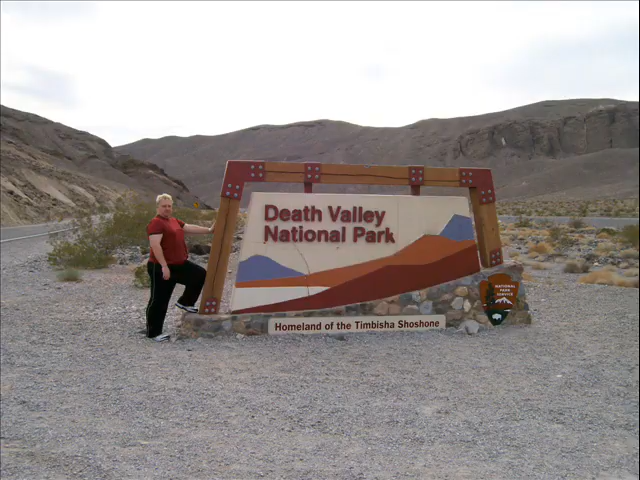 Death Valley
National Park
NATIONAL
PARK
SERVICE
Homeland of the Timbisha Shoshone